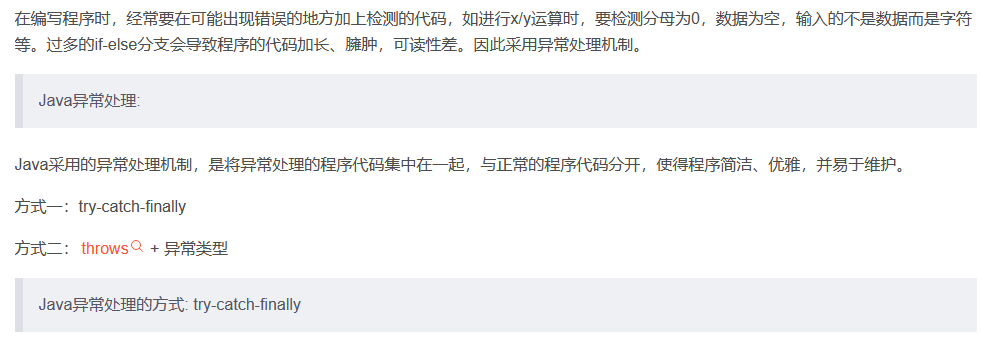 在编写程序时，经常要在可能出现错误的地方加上检测的代码，如进行x/y运算时，要检测分母为0，数据为空，输入的不是数据而是字符
等。过多的if-else分支会导致程序的代码加长、臃肿，可读性差。因此采用异常处理机制。
Java异常处理:
Java采用的异常处理机制，是将异常处理的程序代码集中在一起，与正常的程序代码分开，使得程序简洁、优雅，并易于维护。
方式一：try-catch-finally
方式二： throws + 异常类型
Java异常处理的方式: try-catch-finally